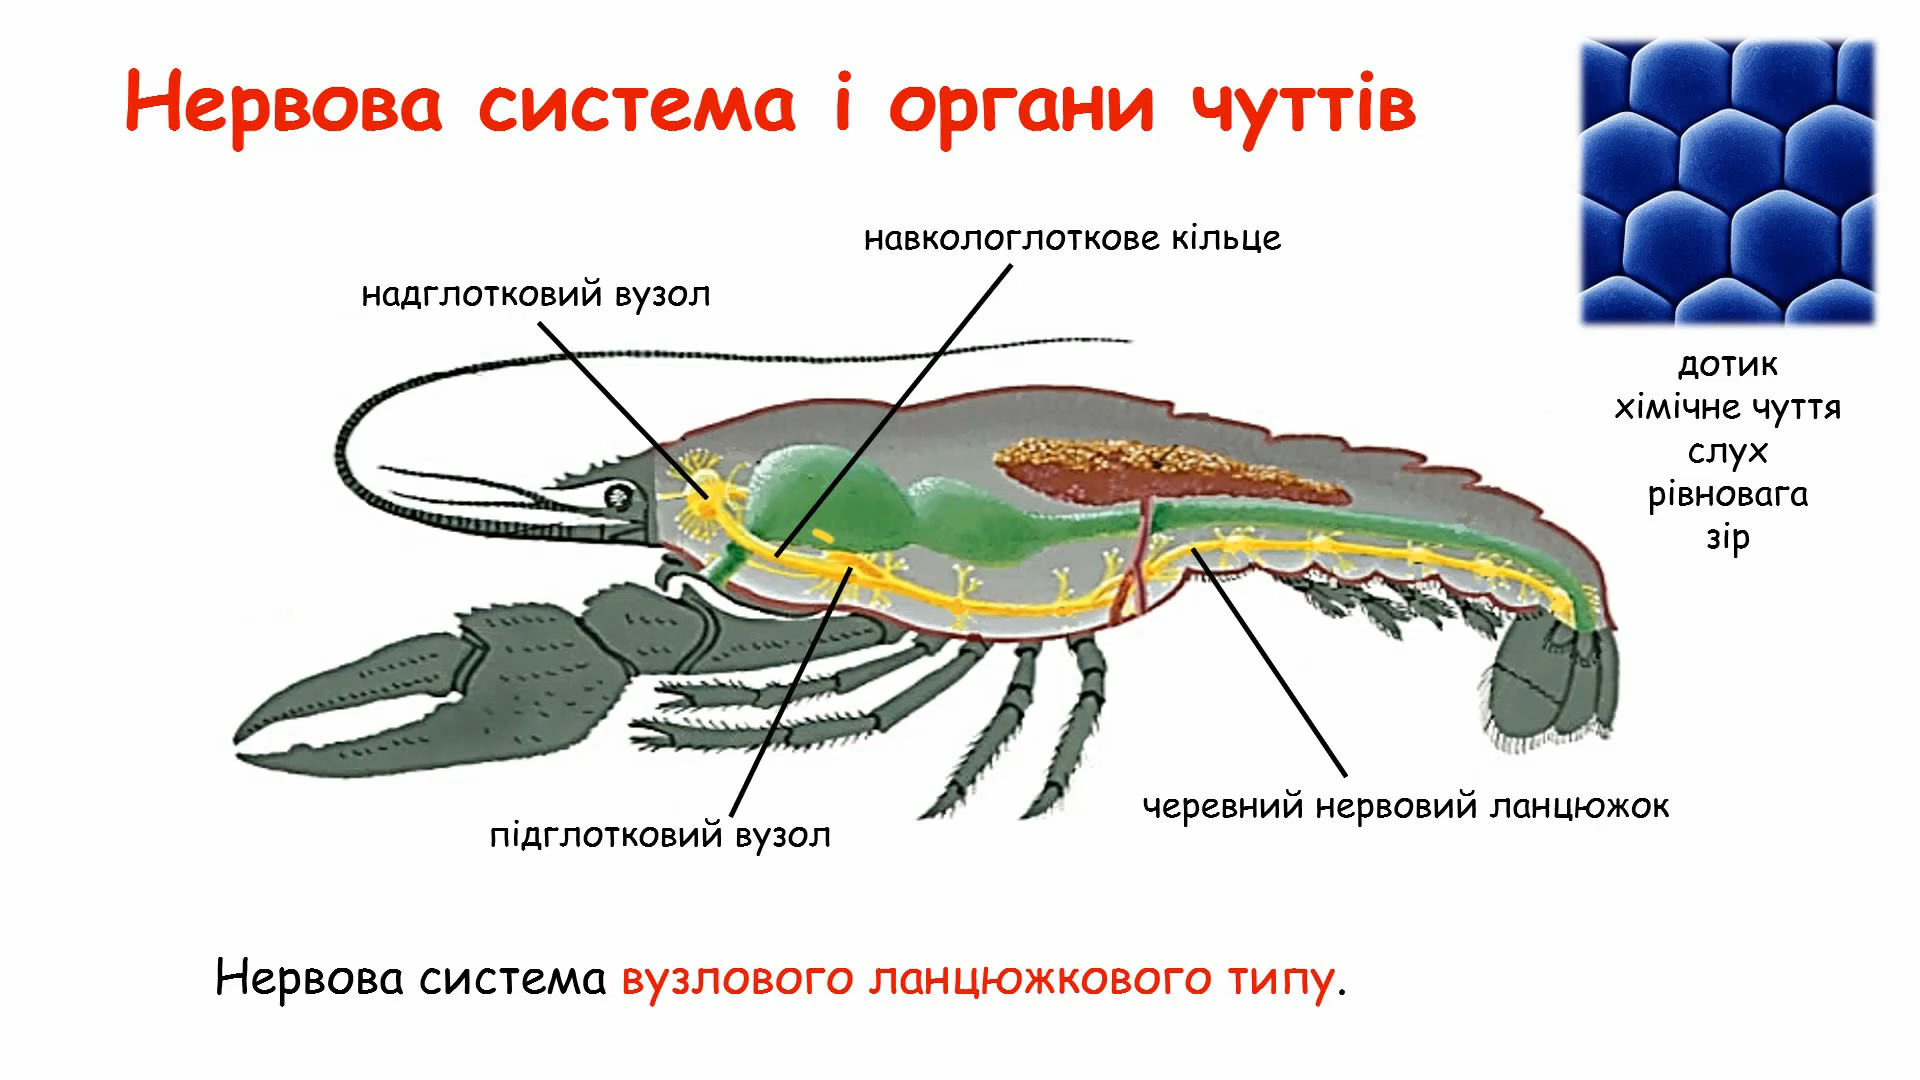 Нервова система і органи чуттів
навкологлоткове кільце
надглотковий вузол
дотик
хімічне чуття
слух
рівновага
зір
черевний нервовий ланцюжок
підглотковий вузол
Нервова система вузлового ланцюжкового типу.